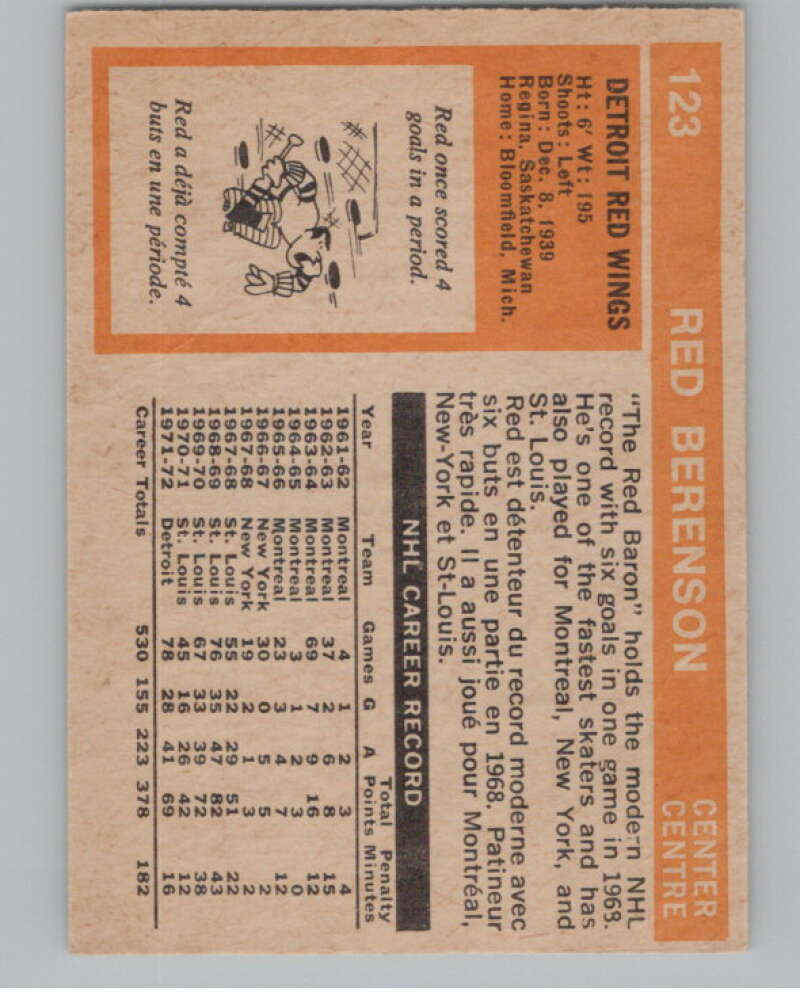 123 RED BERENSON CENTER
CENTRE
DETROIT RED WINGS
Ht: 6' Wt: 195
Shoots: Left
Born: Dec. 8, 1939
Regina, Saskatchewan
Home: Bloomfield, Mich.
Red once scored 4
goals in a period.
Red a déjà compté 4
buts en une période.
"The Red Baron" holds the modern NHL
record with six goals in one game in 1968.
He's one of the fastest skaters and has
also played for Montreal, New York, and
St. Louis.
Red est détenteur du record moderne avec
six buts en une partie en 1968. Patineur
très rapide. Il a aussi joué pour Montréal,
New-York et St-Louis.
NHL CAREER RECORD
Total Penalty
Year Team Games G A Points Minutes
1961-62 Montreal 4 1 2 3 4
1962-63 Montreal 37 2 6 8 15
1963-64 Montreal 69 7 9 16 12
1964-65 Montreal 3 1 2 3 0
1965-66 Montreal 23 3 4 7 12
1966-67 New York 30 0 5 5 2
1967-68 New York 19 2 1 3 2
1967-68 St. Louis 55 22 29 51 22
1968-69 St. Louis 76 35 47 82 43
1969-70 St. Louis 67 33 39 72 38
1970-71 St. Louis 45 16 26 42 12
1971-72 Detroit 78 28 41 69 16
Career Totals 530 155 223 378 182